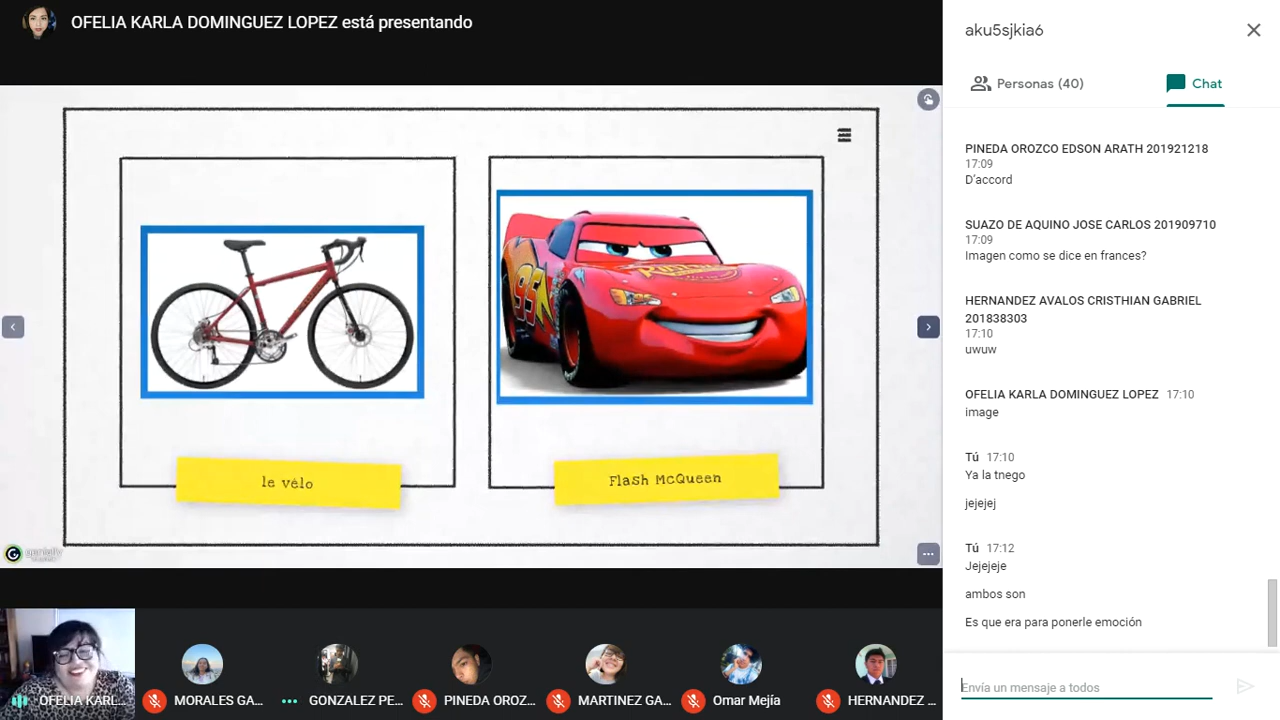 OFELIA KARLA DOMINGUEZ LOPEZ está presentando
le vélo
Flash McQueen
95
genially
OFELIA KARL...
MORALES GA...
GONZALEZ PE...
PINEDA OROZ...
MARTINEZ GA...
Omar Mejía
HERNANDEZ ...
aku5sjkia6
Personas (40)
Chat
PINEDA OROZCO EDSON ARATH 201921218
17:09
D'accord
SUAZO DE AQUINO JOSE CARLOS 201909710
17:09
Imagen como se dice en frances?
HERNANDEZ AVALOS CRISTHIAN GABRIEL
201838303
17:10
uwuw
OFELIA KARLA DOMINGUEZ LOPEZ 17:10
image
Tú 17:10
Ya la tnego
jejejej
Tú 17:12
Jejejeje
ambos son
Es que era para ponerle emoción
Envía un mensaje a todos